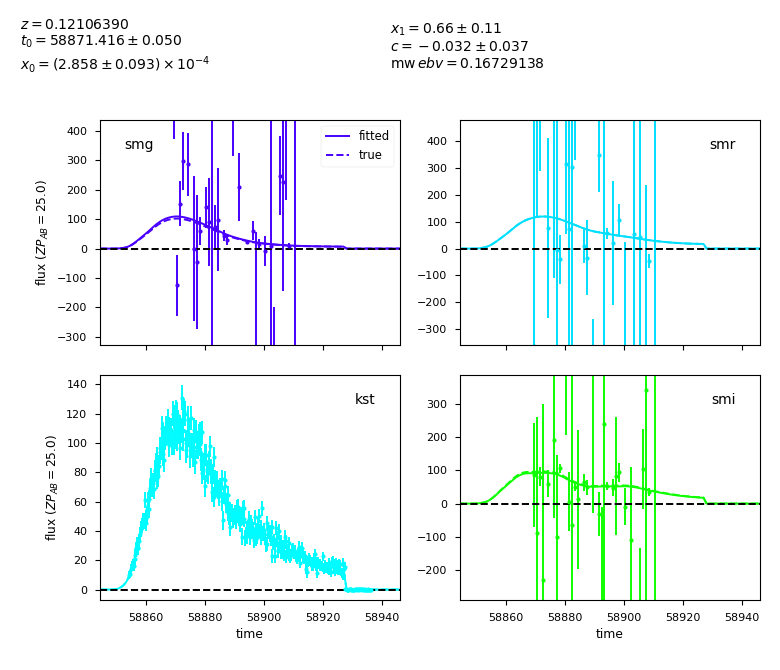 z = 0.12106390
t₀ = 58871.416 ± 0.050
x₀ = (2.858 ± 0.093) × 10⁻⁴
x₁ = 0.66 ± 0.11
c = −0.032 ± 0.037
mw ebv = 0.16729138
400
300
200
100
0
−100
−200
−300
flux (ZP_AB = 25.0)
smg
fitted
true
400
300
200
100
0
−100
−200
−300
smr
140
120
100
80
60
40
20
0
flux (ZP_AB = 25.0)
kst
58860 58880 58900 58920 58940
time
300
200
100
0
−100
−200
smi
58860 58880 58900 58920 58940
time